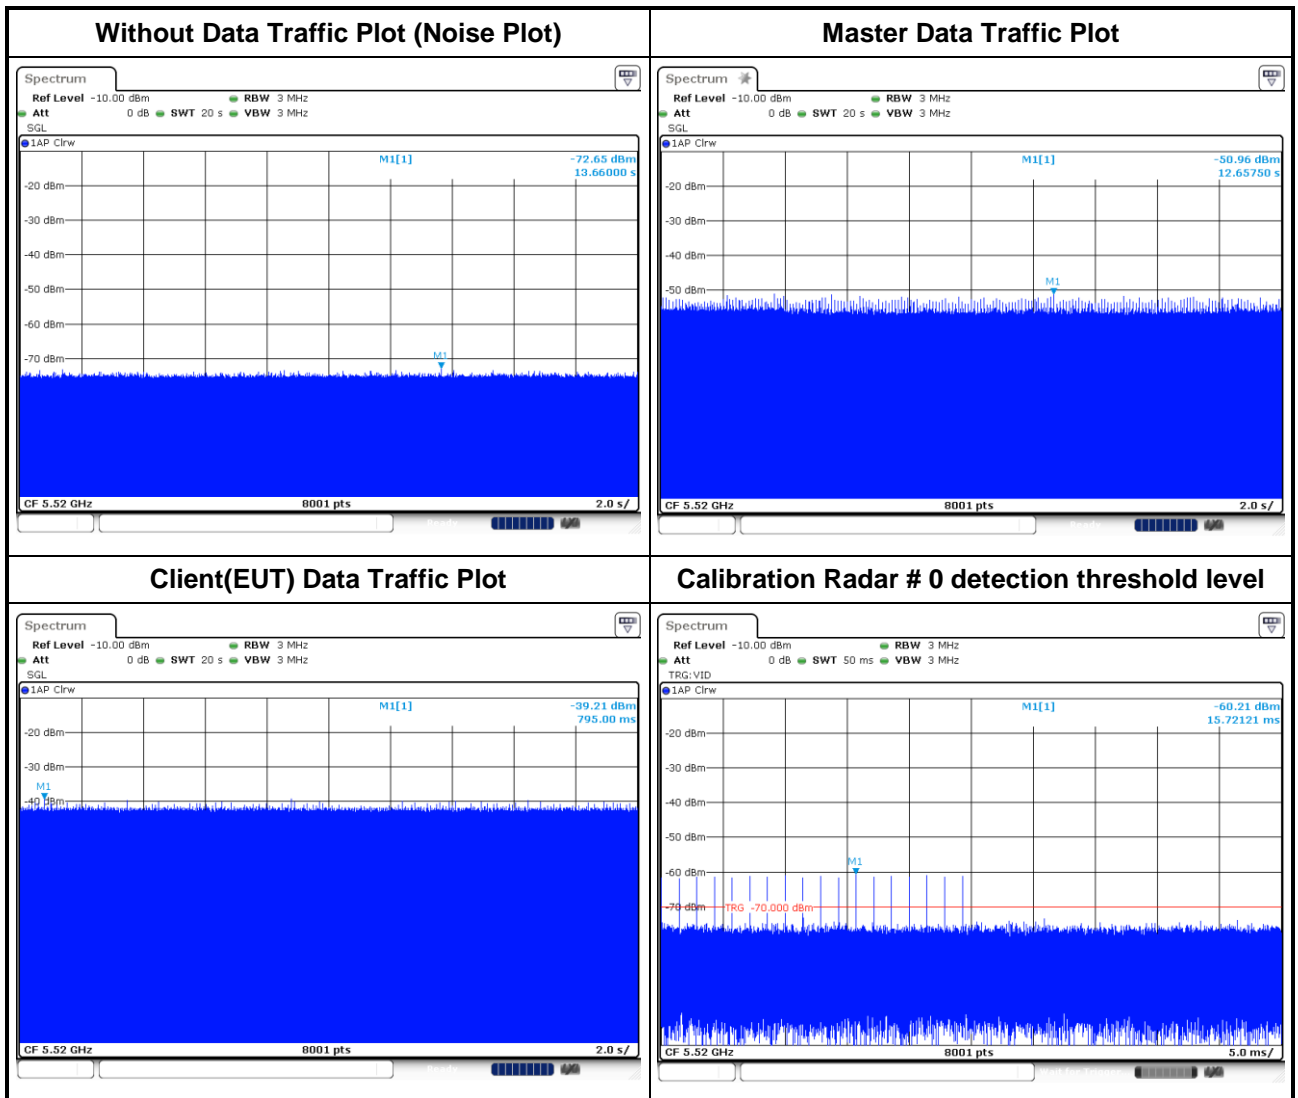 Without Data Traffic Plot (Noise Plot)
Spectrum
Ref Level -10.00 dBm RBW 3 MHz
Att 0 dB SWT 20 s VBW 3 MHz
SGL
1AP Clrw
M1[1] -72.65 dBm
13.66000 s
-20 dBm
-30 dBm
-40 dBm
-50 dBm
-60 dBm
-70 dBm
M1
CF 5.52 GHz 8001 pts 2.0 s/
Master Data Traffic Plot
Spectrum
Ref Level -10.00 dBm RBW 3 MHz
Att 0 dB SWT 20 s VBW 3 MHz
SGL
1AP Clrw
M1[1] -50.96 dBm
12.65750 s
-20 dBm
-30 dBm
-40 dBm
M1
-50 dBm
-60 dBm
-70 dBm
CF 5.52 GHz 8001 pts 2.0 s/
Client(EUT) Data Traffic Plot
Spectrum
Ref Level -10.00 dBm RBW 3 MHz
Att 0 dB SWT 20 s VBW 3 MHz
SGL
1AP Clrw
M1[1] -39.21 dBm
795.00 ms
-20 dBm
-30 dBm
M1
-40 dBm
CF 5.52 GHz 8001 pts 2.0 s/
Calibration Radar # 0 detection threshold level
Spectrum
Ref Level -10.00 dBm RBW 3 MHz
Att 0 dB SWT 50 ms VBW 3 MHz
TRG:VID
1AP Clrw
M1[1] -60.21 dBm
15.72121 ms
-20 dBm
-30 dBm
-40 dBm
-50 dBm
M1
-60 dBm
-70 dBm TRG -70.000 dBm
CF 5.52 GHz 8001 pts 5.0 ms/